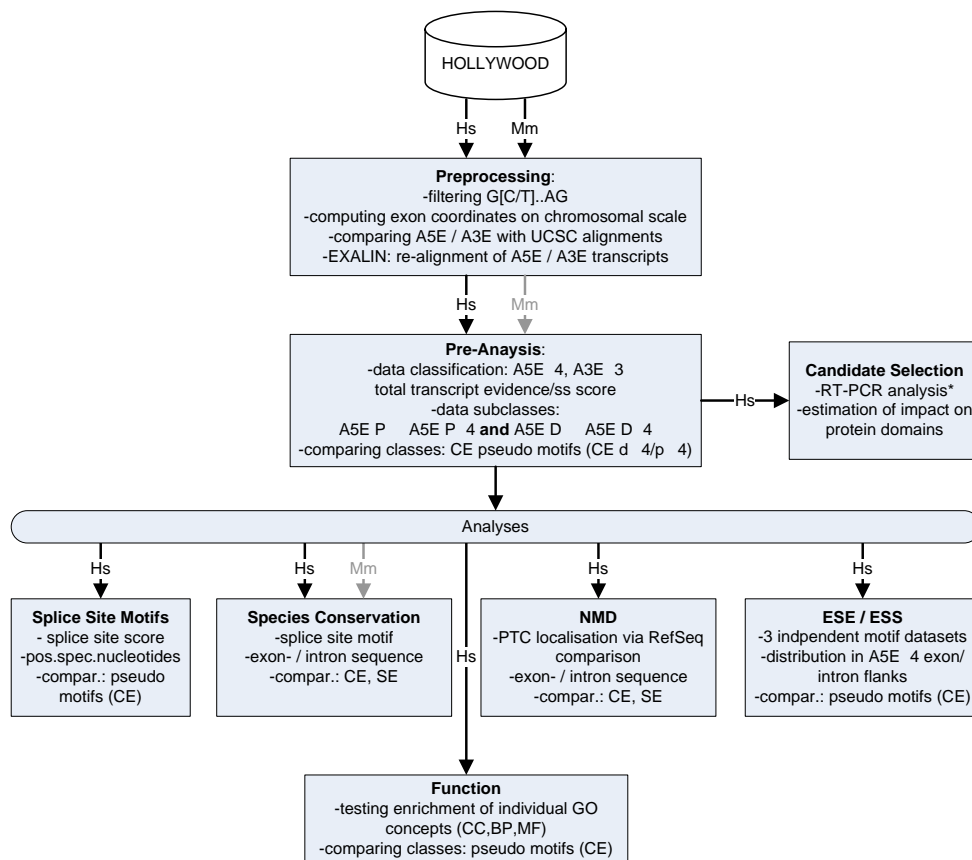 HOLLYWOOD
Hs
Mm
Preprocessing:
-filtering G[C/T]..AG
-computing exon coordinates on chromosomal scale
-comparing A5E / A3E with UCSC alignments
-EXALIN: re-alignment of A5E / A3E transcripts
Hs
Mm
Pre-Anaysis:
-data classification: A5E 4, A3E 3
total transcript evidence/ss score
-data subclasses:
A5E P A5E P 4 and A5E D A5E D 4
-comparing classes: CE pseudo motifs (CE d 4/p 4)
Hs
Candidate Selection
-RT-PCR analysis*
-estimation of impact on
protein domains
Analyses
Hs
Hs
Mm
Hs
Hs
Hs
Splice Site Motifs
- splice site score
-pos.spec.nucleotides
-compar.: pseudo
motifs (CE)
Species Conservation
-splice site motif
-exon- / intron sequence
-compar.: CE, SE
NMD
-PTC localisation via RefSeq
comparison
-exon- / intron sequence
-compar.: CE, SE
ESE / ESS
-3 indpendent motif datasets
-distribution in A5E 4 exon/
intron flanks
-compar.: pseudo motifs (CE)
Function
-testing enrichment of individual GO
concepts (CC,BP,MF)
-comparing classes: pseudo motifs (CE)